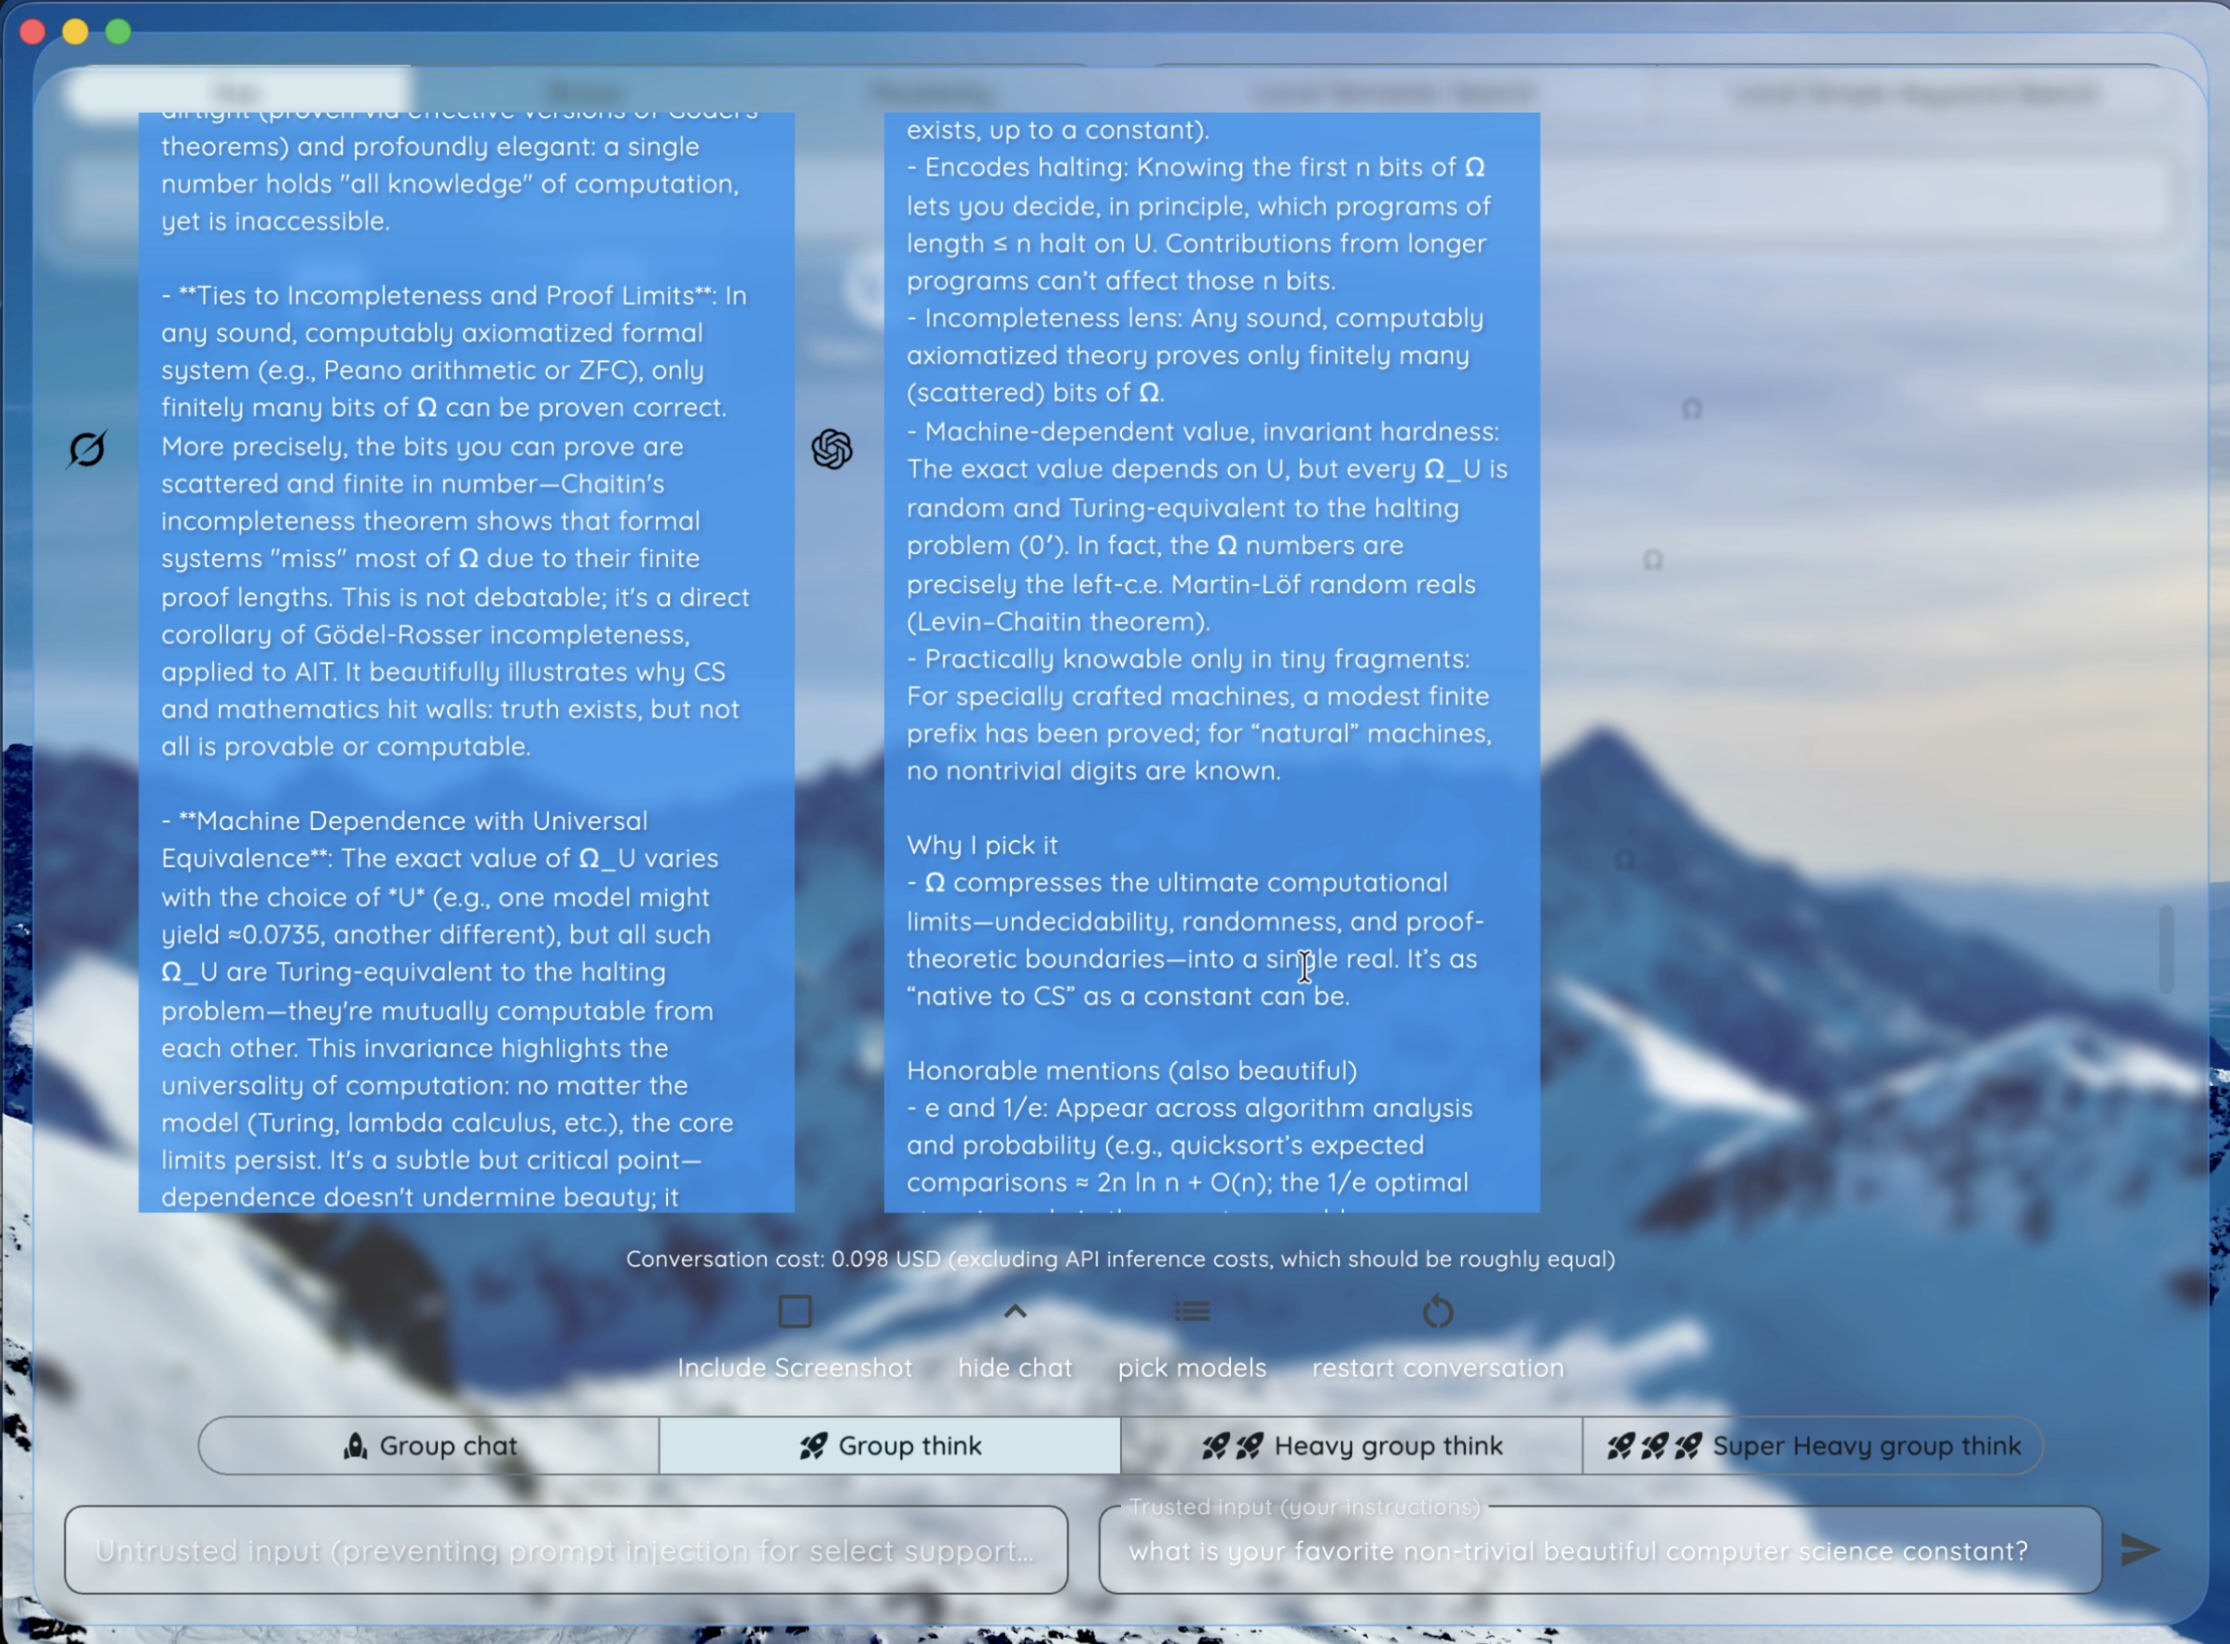 theorems) and profoundly elegant: a single
number holds "all knowledge" of computation,
yet is inaccessible.
- **Ties to Incompleteness and Proof Limits**: In
any sound, computably axiomatized formal
system (e.g., Peano arithmetic or ZFC), only
finitely many bits of Ω can be proven correct.
More precisely, the bits you can prove are
scattered and finite in number—Chaitin's
incompleteness theorem shows that formal
systems "miss" most of Ω due to their finite
proof lengths. This is not debatable; it's a direct
corollary of Gödel-Rosser incompleteness,
applied to AIT. It beautifully illustrates why CS
and mathematics hit walls: truth exists, but not
all is provable or computable.
- **Machine Dependence with Universal
Equivalence**: The exact value of Ω_U varies
with the choice of *U* (e.g., one model might
yield ≈0.0735, another different), but all such
Ω_U are Turing-equivalent to the halting
problem—they're mutually computable from
each other. This invariance highlights the
universality of computation: no matter the
model (Turing, lambda calculus, etc.), the core
limits persist. It's a subtle but critical point—
dependence doesn't undermine beauty; it
exists, up to a constant).
- Encodes halting: Knowing the first n bits of Ω
lets you decide, in principle, which programs of
length ≤ n halt on U. Contributions from longer
programs can’t affect those n bits.
- Incompleteness lens: Any sound, computably
axiomatized theory proves only finitely many
(scattered) bits of Ω.
- Machine-dependent value, invariant hardness:
The exact value depends on U, but every Ω_U is
random and Turing-equivalent to the halting
problem (0′). In fact, the Ω numbers are
precisely the left-c.e. Martin-Löf random reals
(Levin–Chaitin theorem).
- Practically knowable only in tiny fragments:
For specially crafted machines, a modest finite
prefix has been proved; for “natural” machines,
no nontrivial digits are known.
Why I pick it
- Ω compresses the ultimate computational
limits—undecidability, randomness, and proof-
theoretic boundaries—into a single real. It’s as
“native to CS” as a constant can be.
Honorable mentions (also beautiful)
- e and 1/e: Appear across algorithm analysis
and probability (e.g., quicksort’s expected
comparisons ≈ 2n ln n + O(n); the 1/e optimal
Ω
Ω
Ω
Conversation cost: 0.098 USD (excluding API inference costs, which should be roughly equal)
Include Screenshot hide chat pick models restart conversation
Group chat Group think Heavy group think Super Heavy group think
Trusted input (your instructions)
Untrusted input (preventing prompt injection for select support... what is your favorite non-trivial beautiful computer science constant?